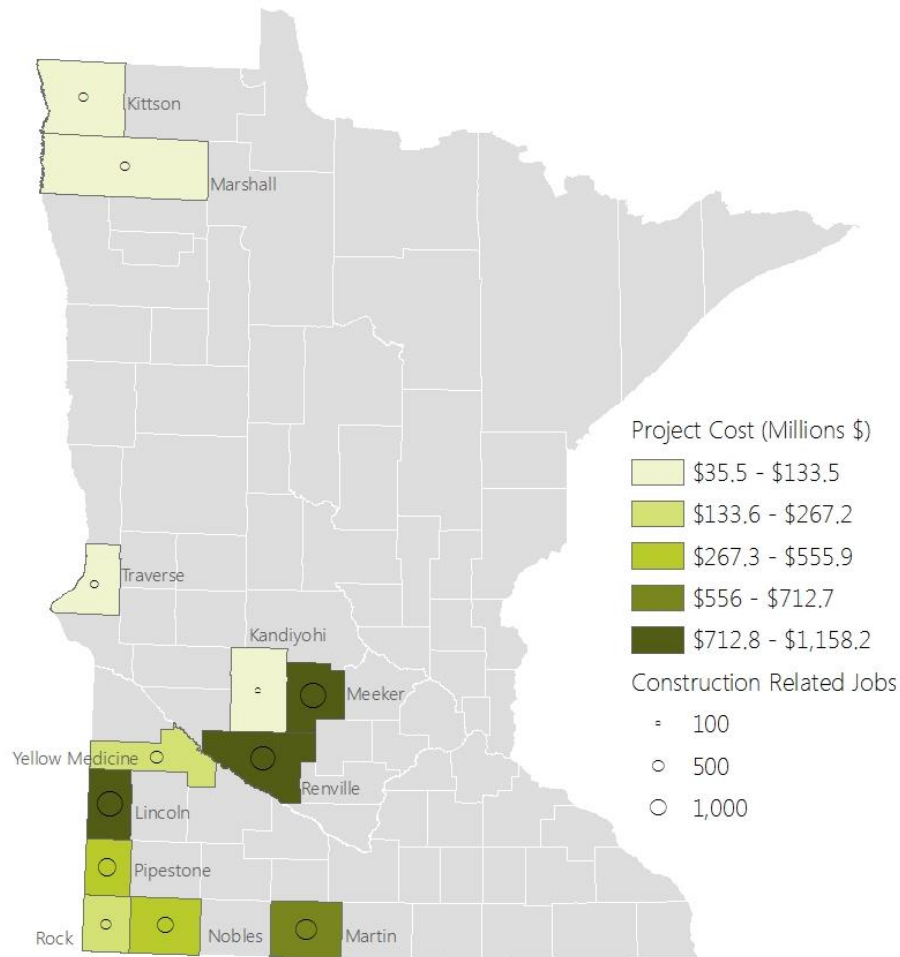 Kittson
Marshall
Project Cost (Millions $)
$35.5 - $133.5
$133.6 - $267.2
$267.3 - $555.9
$556 - $712.7
$712.8 - $1,158.2
Construction Related Jobs
100
500
1,000
Traverse
Kandiyohi
Meeker
Yellow Medicine
Renville
Lincoln
Pipestone
Rock
Nobles
Martin